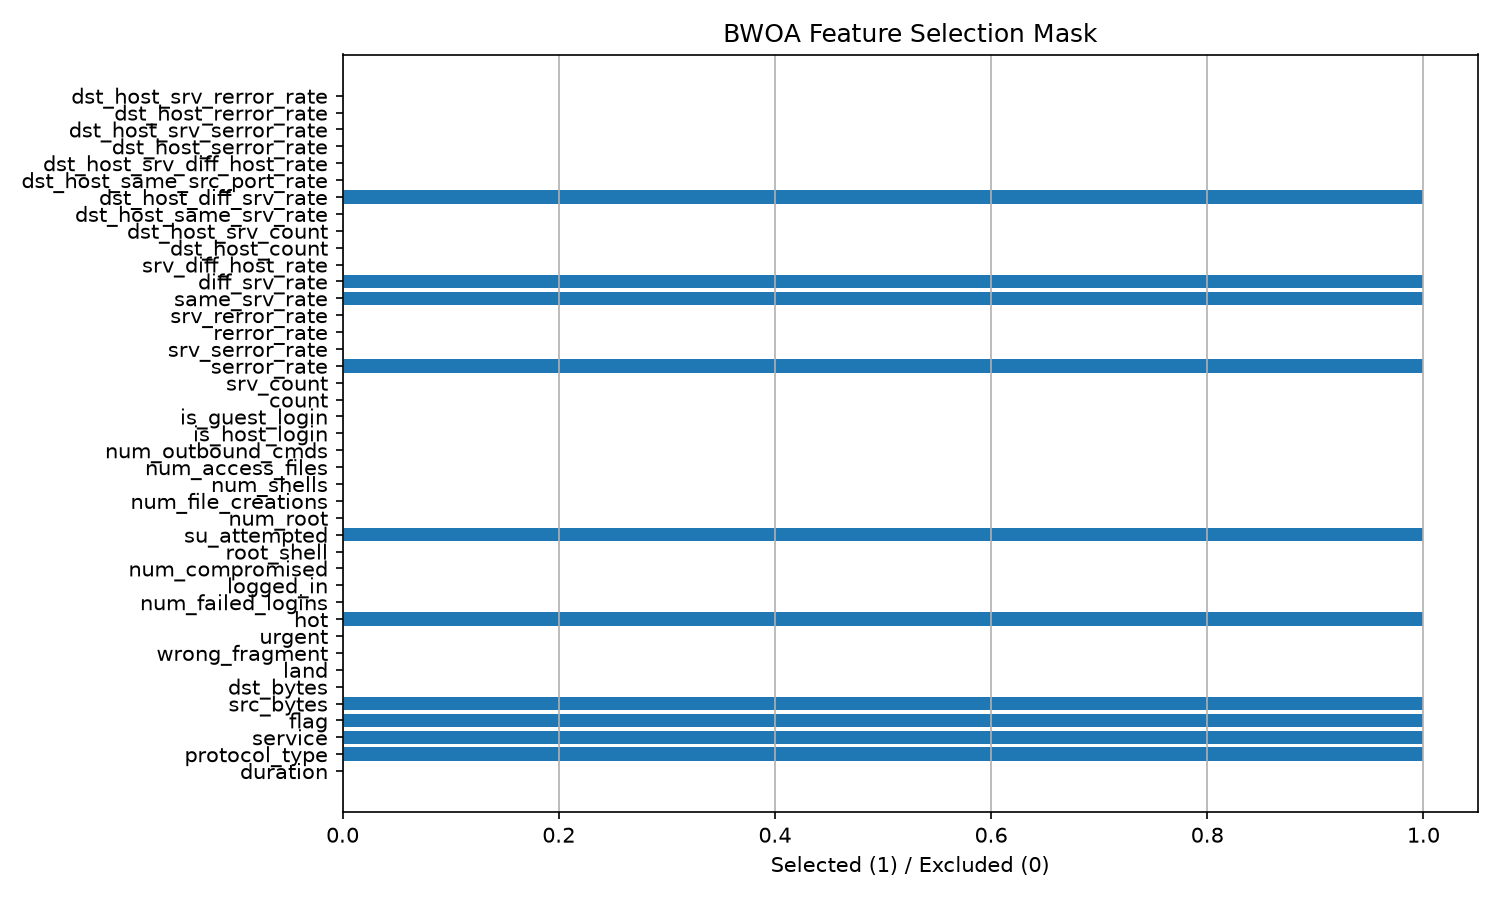 BWOA Feature Selection Mask
dst_host_srv_rerror_rate
dst_host_rerror_rate
dst_host_srv_serror_rate
dst_host_serror_rate
dst_host_srv_diff_host_rate
dst_host_same_src_port_rate
dst_host_diff_srv_rate
dst_host_same_srv_rate
dst_host_srv_count
dst_host_count
srv_diff_host_rate
diff_srv_rate
same_srv_rate
srv_rerror_rate
rerror_rate
srv_serror_rate
serror_rate
srv_count
count
is_guest_login
is_host_login
num_outbound_cmds
num_access_files
num_shells
num_file_creations
num_root
su_attempted
root_shell
num_compromised
logged_in
num_failed_logins
hot
urgent
wrong_fragment
land
dst_bytes
src_bytes
flag
service
protocol_type
duration
0.0 0.2 0.4 0.6 0.8 1.0
Selected (1) / Excluded (0)